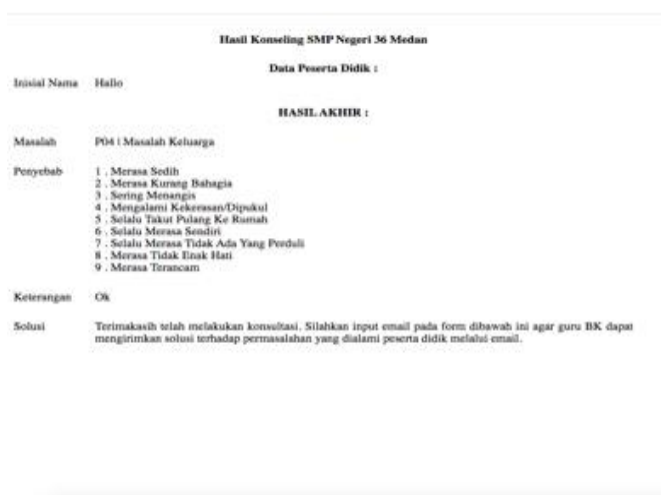 Hasil Konseling SMP Negeri 36 Medan
Data Peserta Didik :
Inisial Nama Hallo
HASIL AKHIR :
Masalah P04 | Masalah Keluarga
Penyebab 1 . Merasa Sedih
2 . Merasa Kurang Bahagia
3 . Sering Menangis
4 . Mengalami Kekerasan/Dipukul
5 . Selalu Takut Pulang Ke Rumah
6 . Selalu Merasa Sendiri
7 . Selalu Merasa Tidak Ada Yang Perduli
8 . Merasa Tidak Enak Hati
9 . Merasa Terancam
Keterangan Ok
Solusi Terimakasih telah melakukan konsultasi. Silahkan input email pada form dibawah ini agar guru BK dapat
mengirimkan solusi terhadap permasalahan yang dialami peserta didik melalui email.